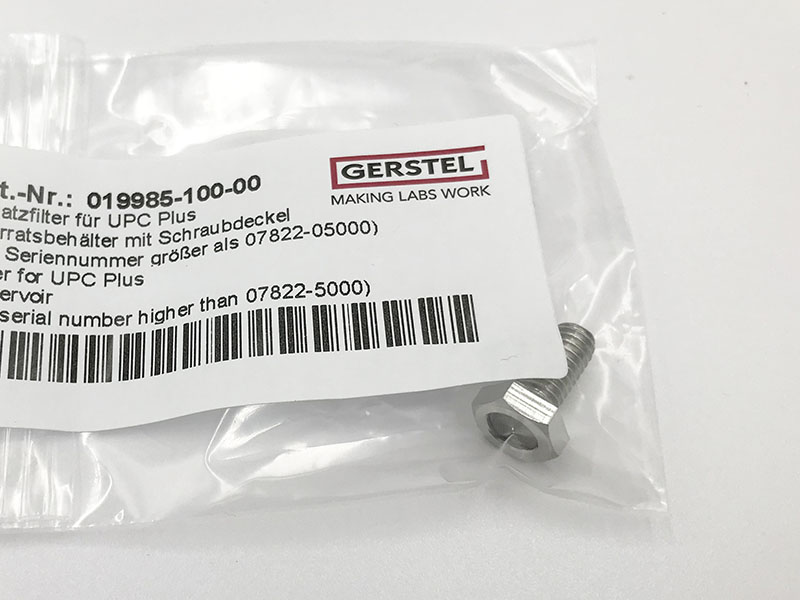 t.-Nr.: 019985-100-00
atzfilter für UPC Plus
rratsbehälter mit Schraubdeckel
Seriennummer größer als 07822-05000)
er for UPC Plus
ervoir
serial number higher than 07822-5000)
GERSTEL
MAKING LABS WORK